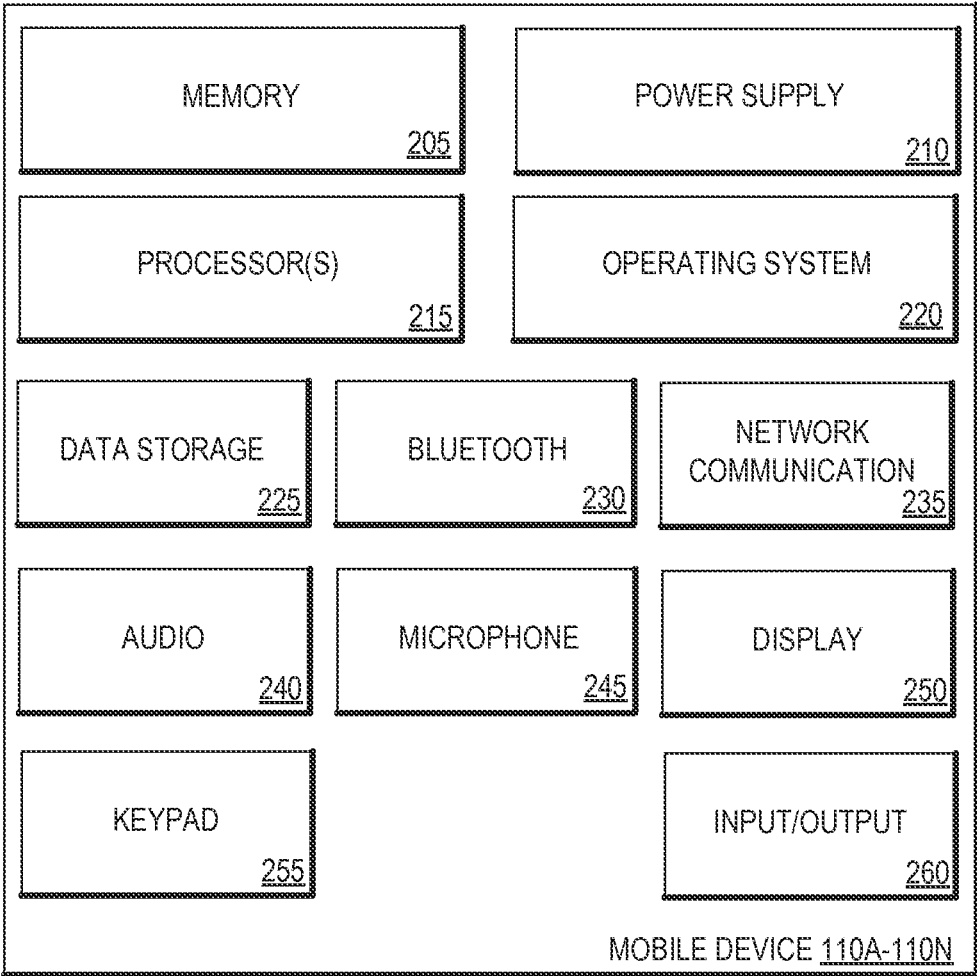 MEMORY
205
POWER SUPPLY
210
PROCESSOR(S)
215
OPERATING SYSTEM
220
DATA STORAGE
225
BLUETOOTH
230
NETWORK
COMMUNICATION
235
AUDIO
240
MICROPHONE
245
DISPLAY
250
KEYPAD
255
INPUT/OUTPUT
260
MOBILE DEVICE 110A-110N